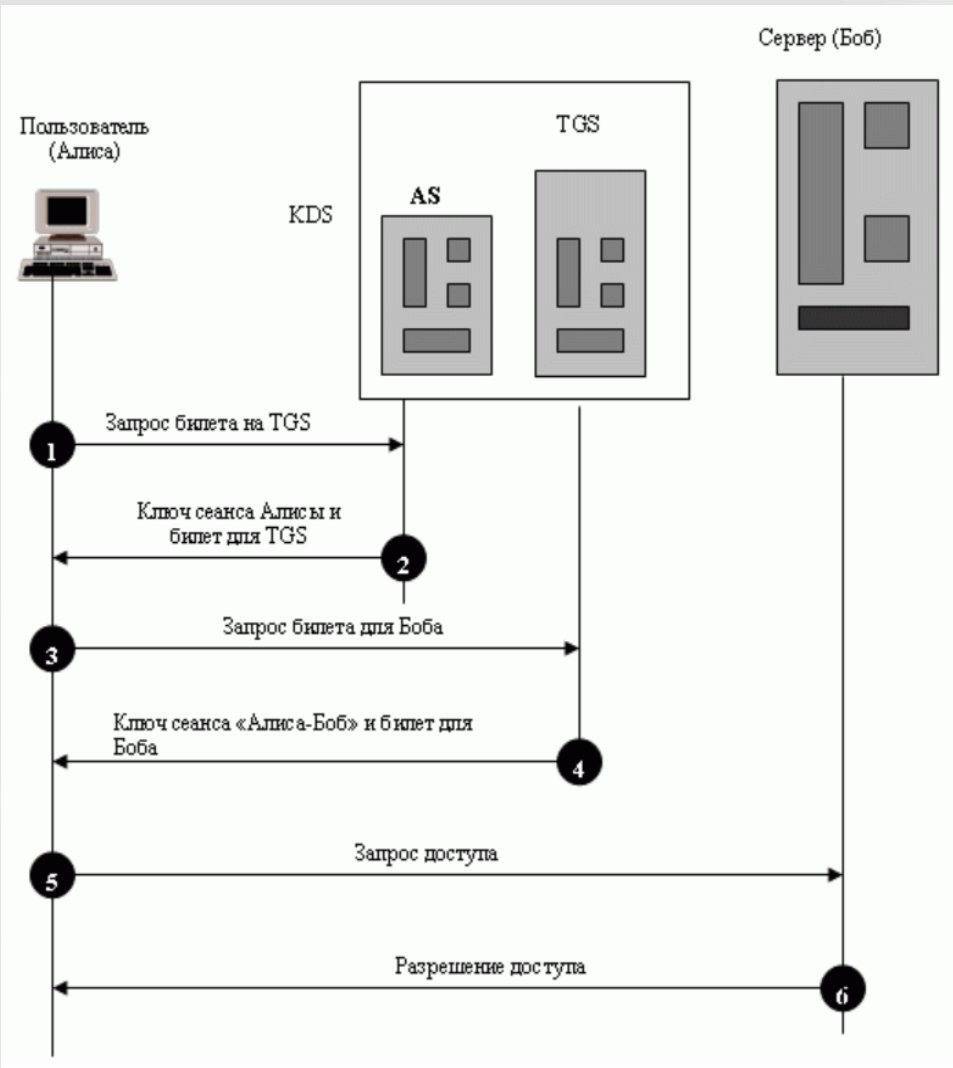 Сервер (Боб)
Пользователь
(Алиса)
TGS
AS
KDS
Запрос билета на TGS
1
Ключ сеанса Алисы и
билет для TGS
2
Запрос билета для Боба
3
Ключ сеанса «Алиса-Боб» и билет для
Боба
4
Запрос доступа
5
Разрешение доступа
6